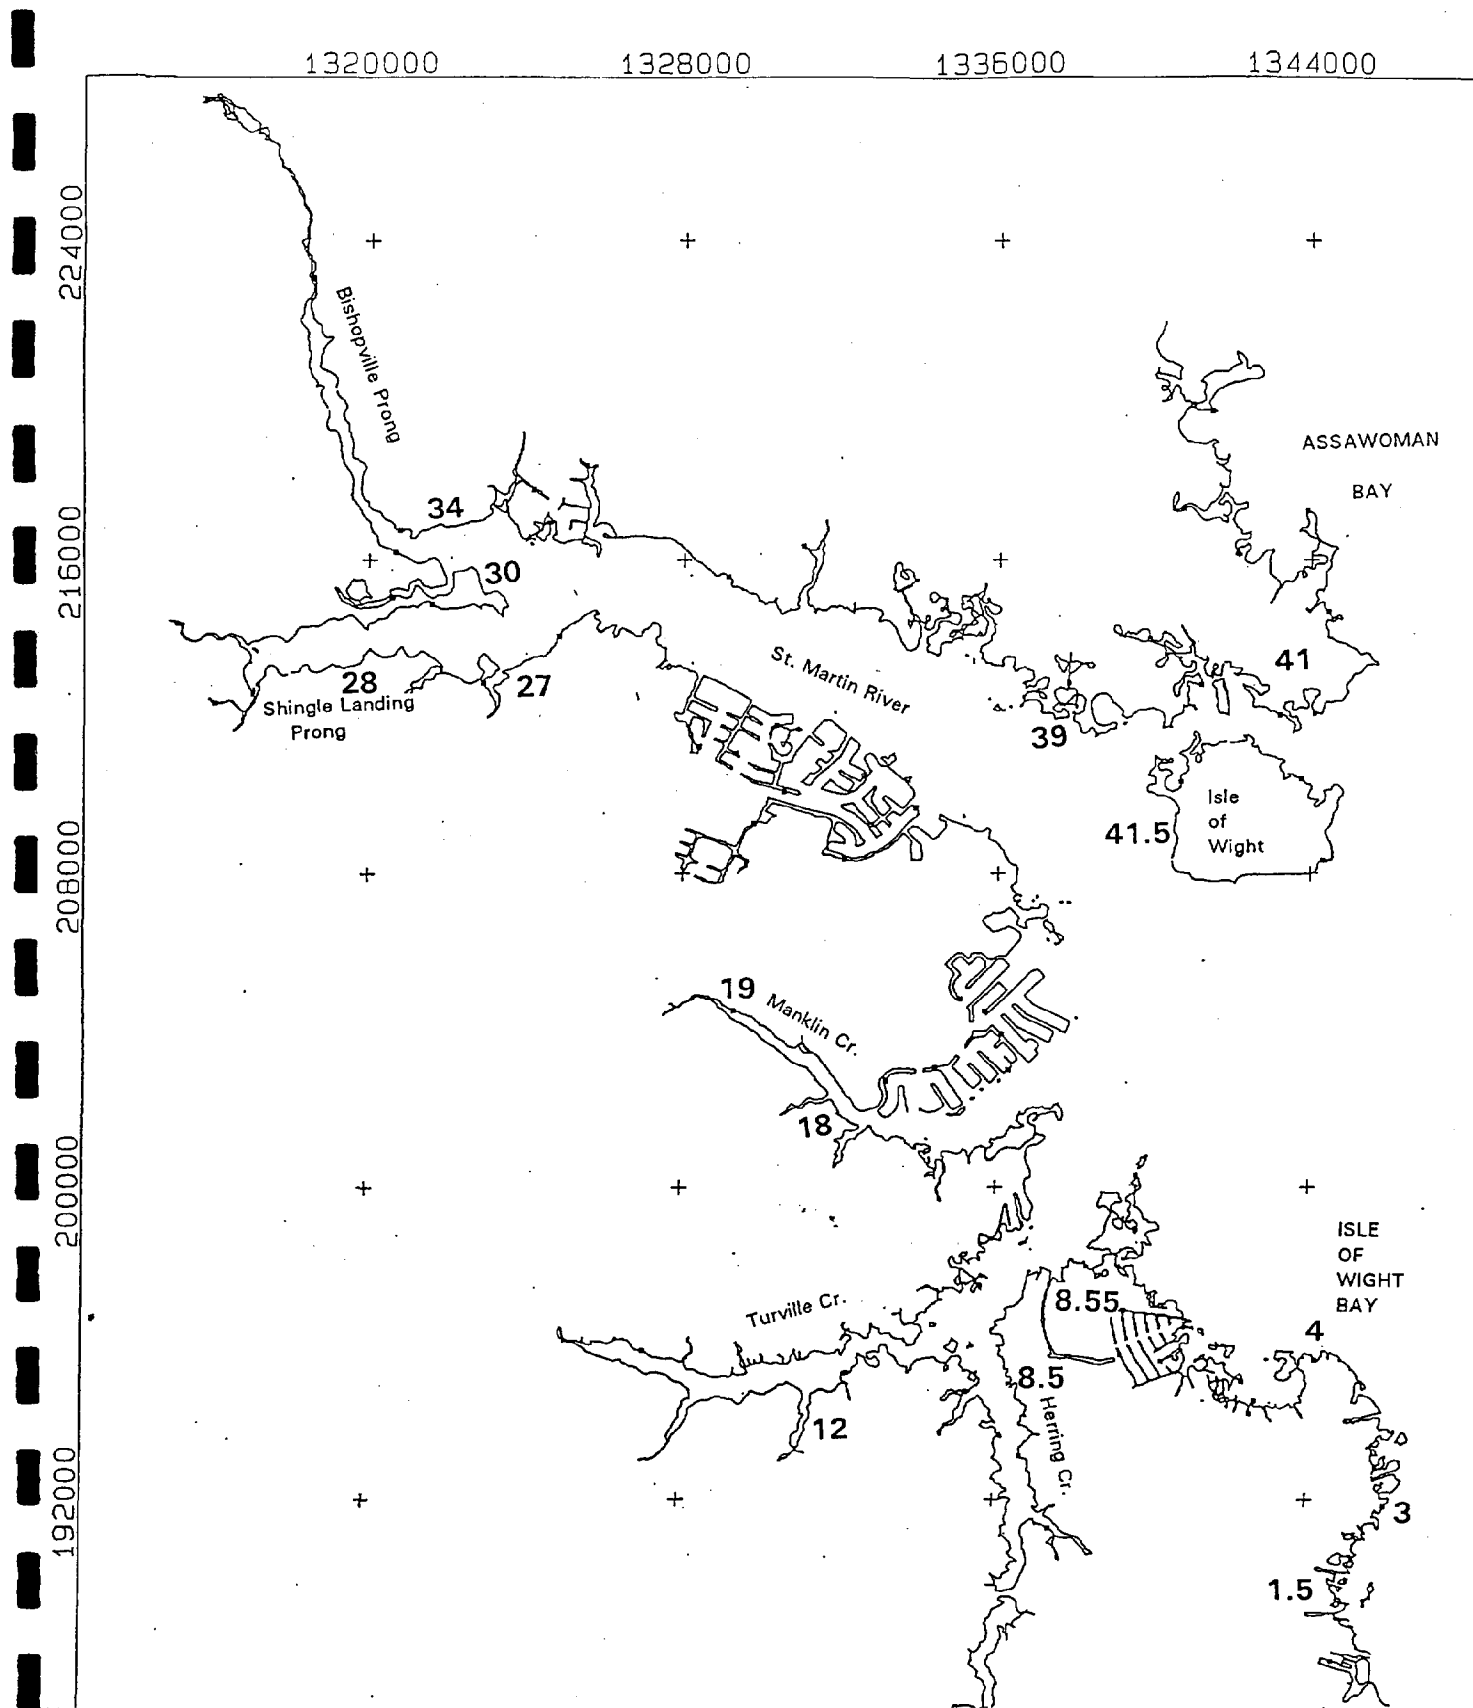 1320000 1328000 1336000 1344000
224000
Bishopville Prong
ASSAWOMAN
BAY
34
216000
30
St. Martin River
41
28
27
Shingle Landing
Prong
39
Isle
of
Wight
41.5
208000
19
Manklin Cr.
18
200000
ISLE
OF
WIGHT
BAY
8.55
Turville Cr.
4
8.5
Herring Cr.
12
192000
3
1.5